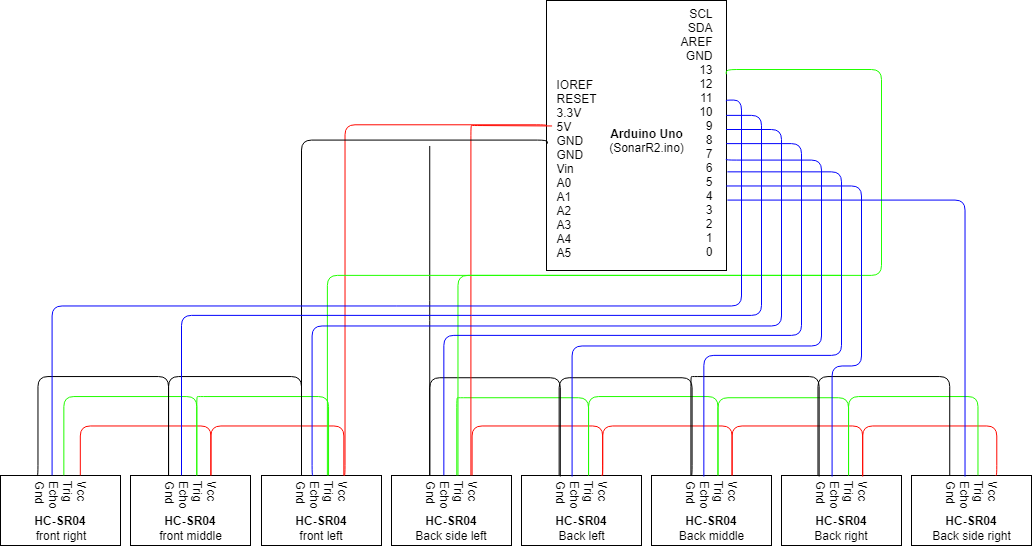 SCL
SDA
AREF
GND
13
12
11
10
9
8
7
6
5
4
3
2
1
0
IOREF
RESET
3.3V
5V
GND
GND
Vin
A0
A1
A2
A3
A4
A5
Arduino Uno
(SonarR2.ino)
Gnd
Echo
Trig
Vcc
HC-SR04
front right
Gnd
Echo
Trig
Vcc
HC-SR04
front middle
Gnd
Echo
Trig
Vcc
HC-SR04
front left
Gnd
Echo
Trig
Vcc
HC-SR04
Back side left
Gnd
Echo
Trig
Vcc
HC-SR04
Back left
Gnd
Echo
Trig
Vcc
HC-SR04
Back middle
Gnd
Echo
Trig
Vcc
HC-SR04
Back right
Gnd
Echo
Trig
Vcc
HC-SR04
Back side right